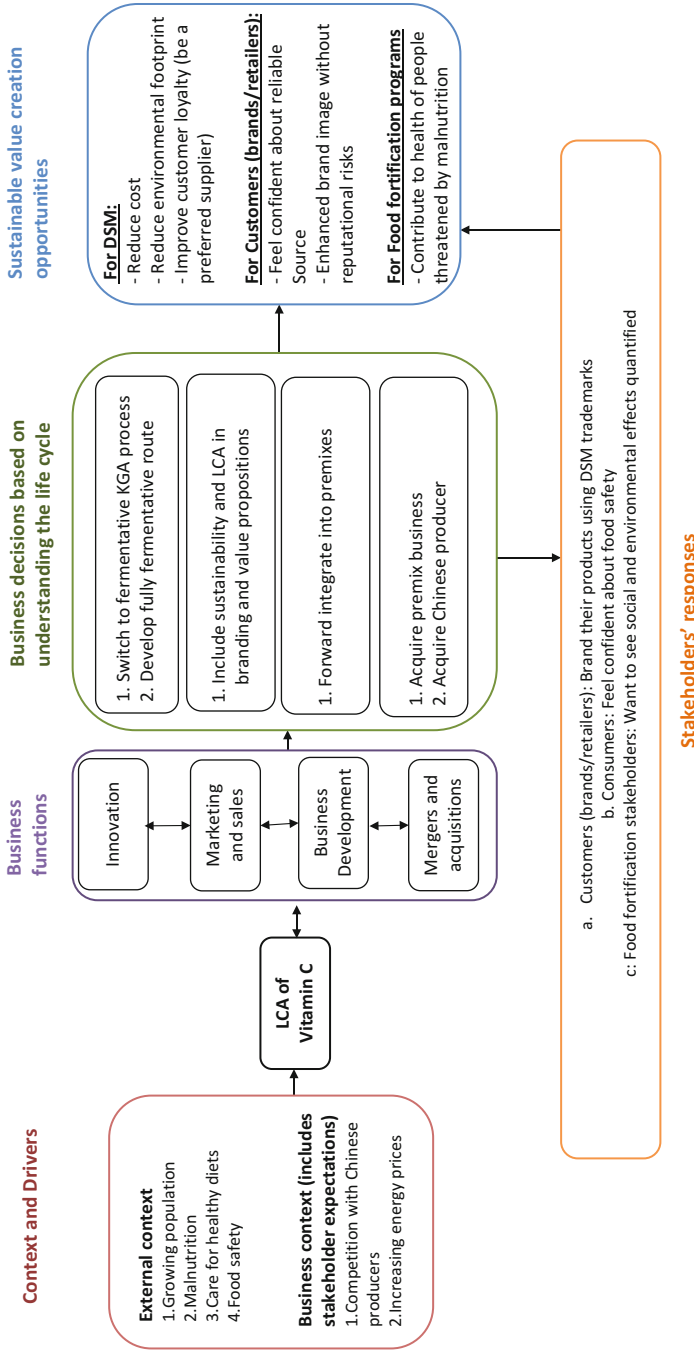 Context and Drivers
External context
1.Growing population
2.Malnutrition
3.Care for healthy diets
4.Food safety
Business context (includes
stakeholder expectations)
1.Competition with Chinese
producers
2.Increasing energy prices
LCA of
Vitamin C
Business
functions
Innovation
Marketing
and sales
Business
Development
Mergers and
acquisitions
Business decisions based on
understanding the life cycle
1. Switch to fermentative KGA process
2. Develop fully fermentative route
1. Include sustainability and LCA in
branding and value propositions
1. Forward integrate into premixes
1. Acquire premix business
2. Acquire Chinese producer
Sustainable value creation
opportunities
For DSM:
- Reduce cost
- Reduce environmental footprint
- Improve customer loyalty (be a
preferred supplier)
For Customers (brands/retailers):
- Feel confident about reliable
Source
- Enhanced brand image without
reputational risks
For Food fortification programs
- Contribute to health of people
threatened by malnutrition
a. Customers (brands/retailers): Brand their products using DSM trademarks
b. Consumers: Feel confident about food safety
c: Food fortification stakeholders: Want to see social and environmental effects quantified
Stakeholders' responses